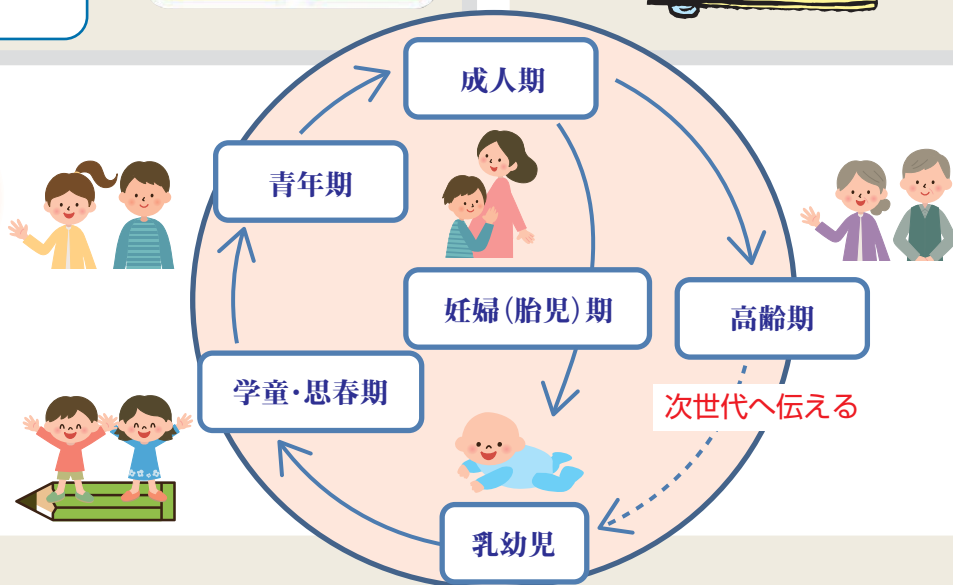 成人期
青年期
妊婦(胎児)期
高齢期
学童・思春期
次世代へ伝える
乳幼児